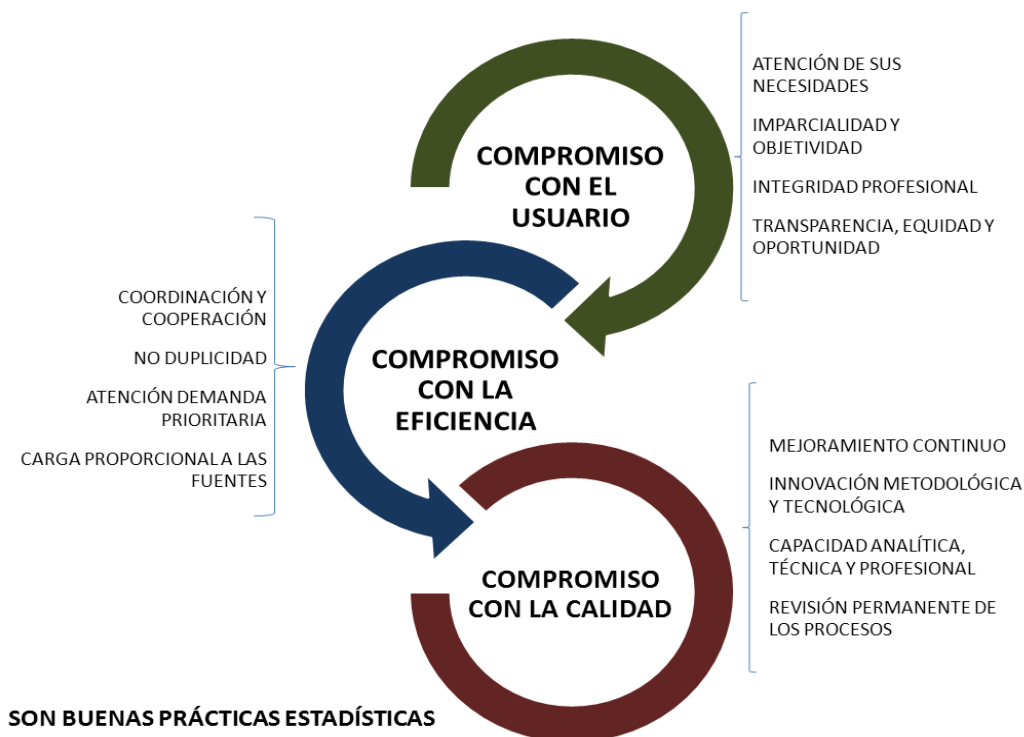 COMPROMISO
CON EL
USUARIO
ATENCIÓN DE SUS
NECESIDADES
IMPARCIALIDAD Y
OBJETIVIDAD
INTEGRIDAD PROFESIONAL
TRANSPARENCIA, EQUIDAD Y
OPORTUNIDAD
COMPROMISO
CON LA
EFICIENCIA
COORDINACIÓN Y
COOPERACIÓN
NO DUPLICIDAD
ATENCIÓN DEMANDA
PRIORITARIA
CARGA PROPORCIONAL A LAS
FUENTES
COMPROMISO
CON LA CALIDAD
MEJORAMIENTO CONTINUO
INNOVACIÓN METODOLÓGICA
Y TECNOLÓGICA
CAPACIDAD ANALÍTICA,
TÉCNICA Y PROFESIONAL
REVISIÓN PERMANENTE DE
LOS PROCESOS
SON BUENAS PRÁCTICAS ESTADÍSTICAS